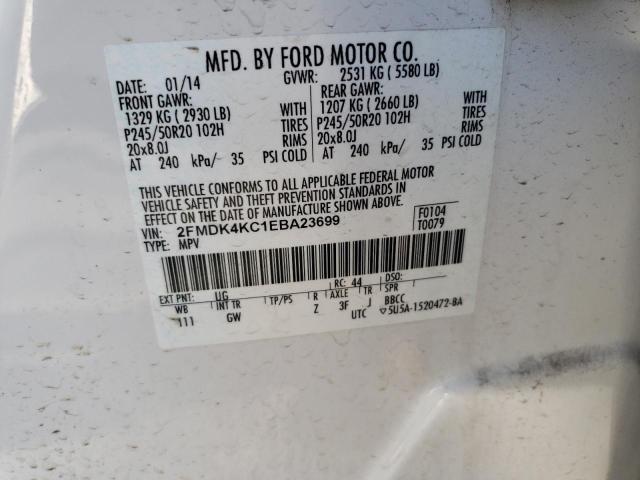 MFD. BY FORD MOTOR CO.
DATE: 01/14 GVWR: 2531 KG ( 5580 LB)
FRONT GAWR: REAR GAWR:
1329 KG ( 2930 LB) WITH 1207 KG ( 2660 LB) WITH
P245/50R20 102H TIRES P245/50R20 102H TIRES
20x8.0J RIMS 20x8.0J RIMS
AT 240 kPa/ 35 PSI COLD AT 240 kPa/ 35 PSI COLD
THIS VEHICLE CONFORMS TO ALL APPLICABLE FEDERAL MOTOR
VEHICLE SAFETY AND THEFT PREVENTION STANDARDS IN
EFFECT ON THE DATE OF MANUFACTURE SHOWN ABOVE.
VIN: 2FMDK4KC1EBA23699 F0104
TYPE: MPV T0079
EXT PNT: UG RC: 44 DSO:
WB INT TR TP/PS R AXLE TR SPR
111 GW Z 3F J BBCC
UTC ▽5U5A-1520472-BA